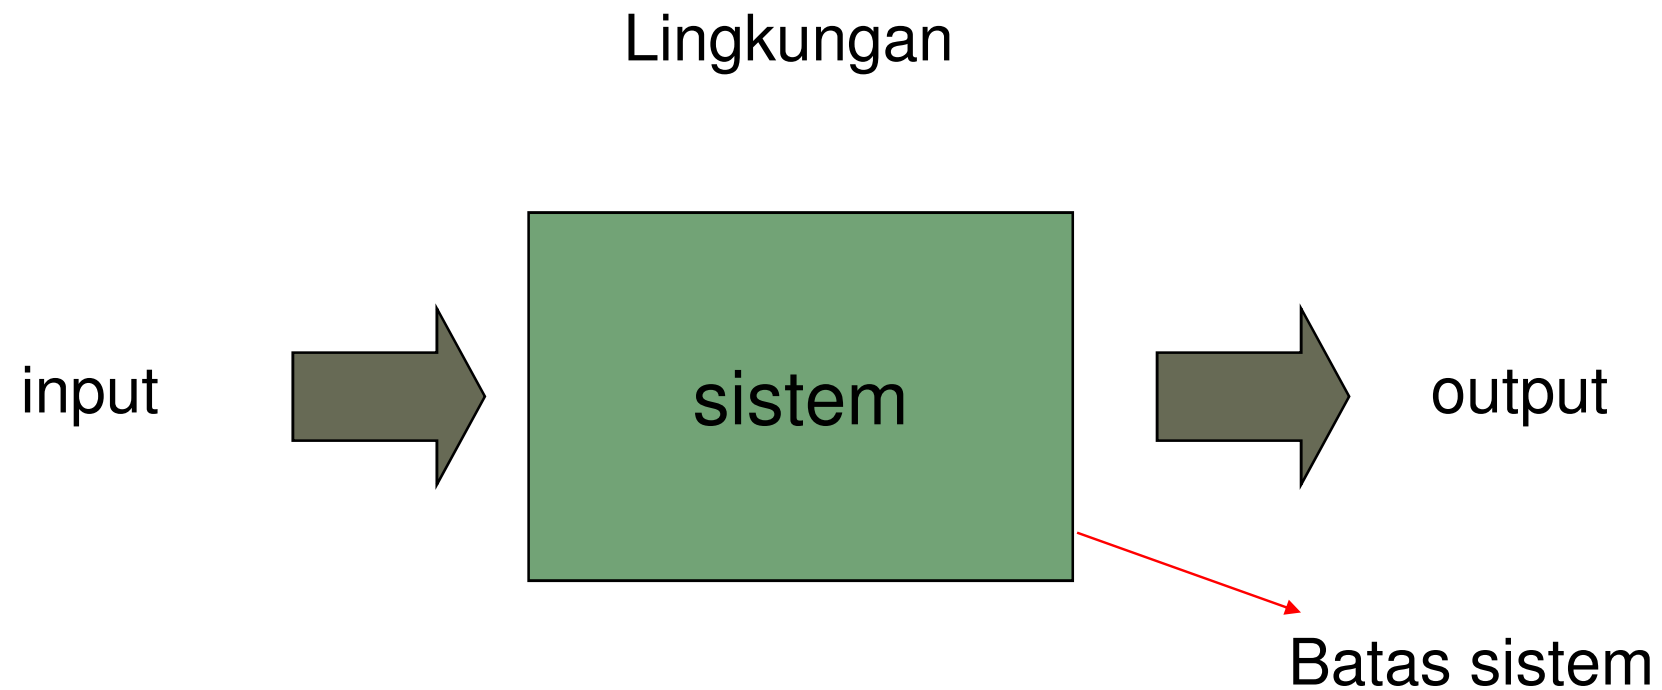 Lingkungan
input
sistem
output
Batas sistem